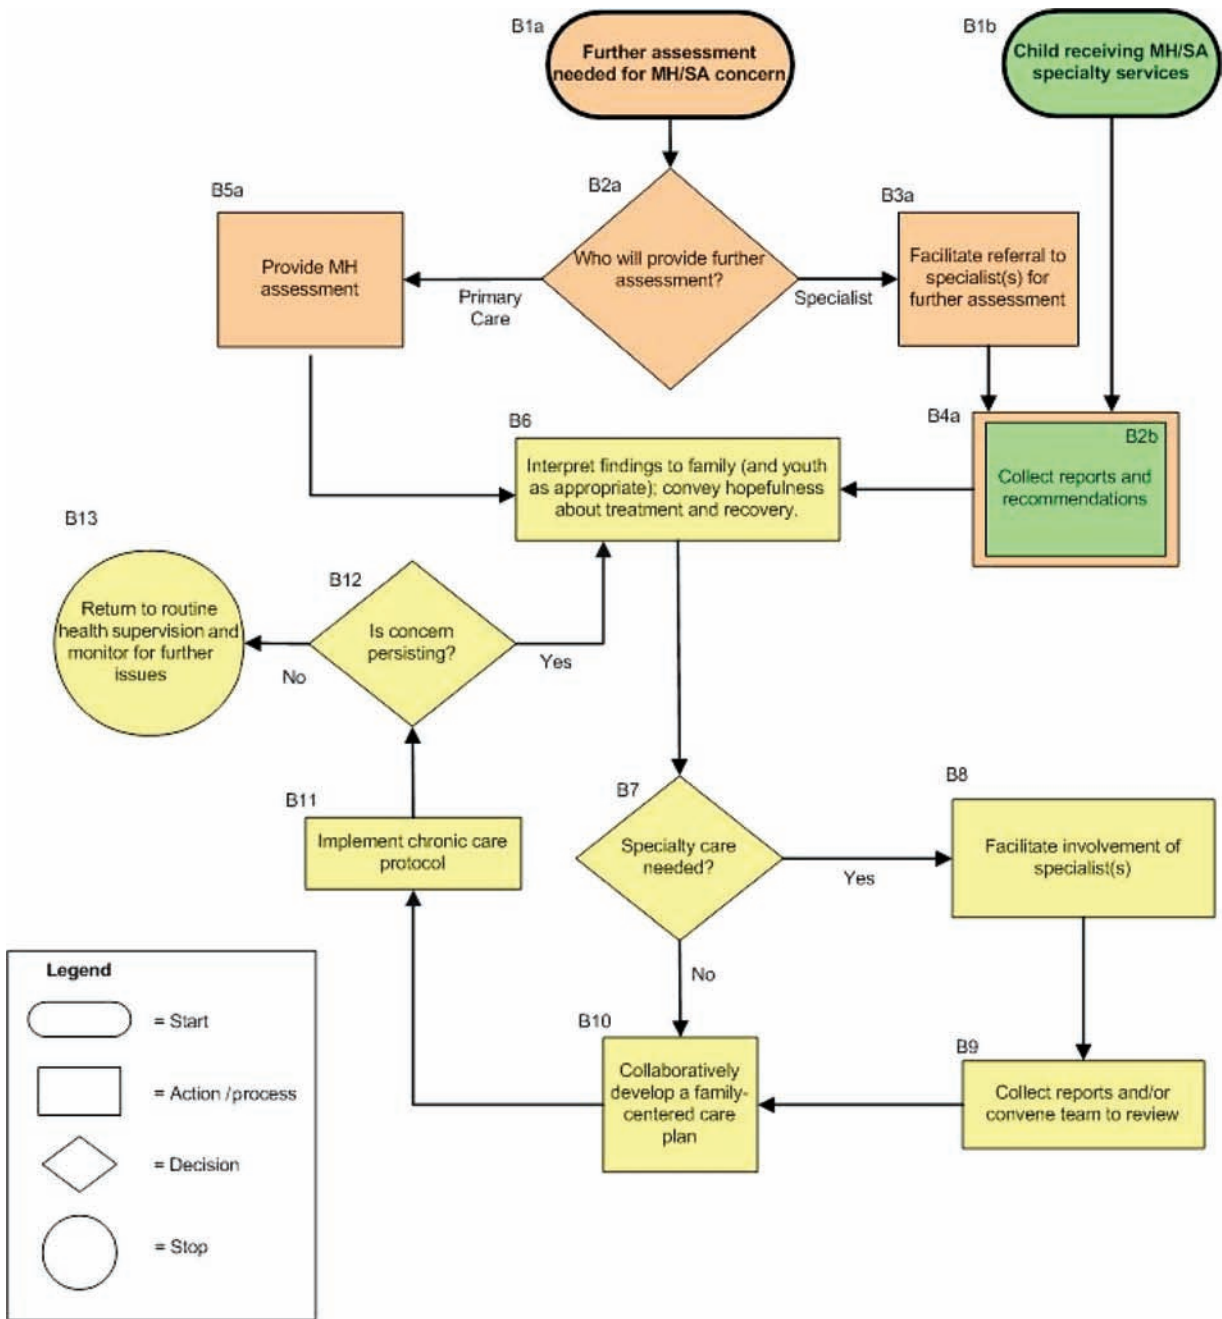 B1a
Further assessment
needed for MH/SA concern
B1b
Child receiving MH/SA
specialty services
B5a
Provide MH
assessment
B2a
Who will provide further
assessment?
Primary
Care
Specialist
B3a
Facilitate referral to
specialist(s) for
further assessment
B4a
B2b
Collect reports and
recommendations
B6
Interpret findings to family (and youth
as appropriate); convey hopefulness
about treatment and recovery.
B13
Return to routine
health supervision and
monitor for further
issues
B12
Is concern
persisting?
No
Yes
B11
Implement chronic care
protocol
B7
Specialty care
needed?
Yes
No
B8
Facilitate involvement of
specialist(s)
B10
Collaboratively
develop a family-
centered care
plan
B9
Collect reports and/or
convene team to review
Legend
= Start
= Action /process
= Decision
= Stop